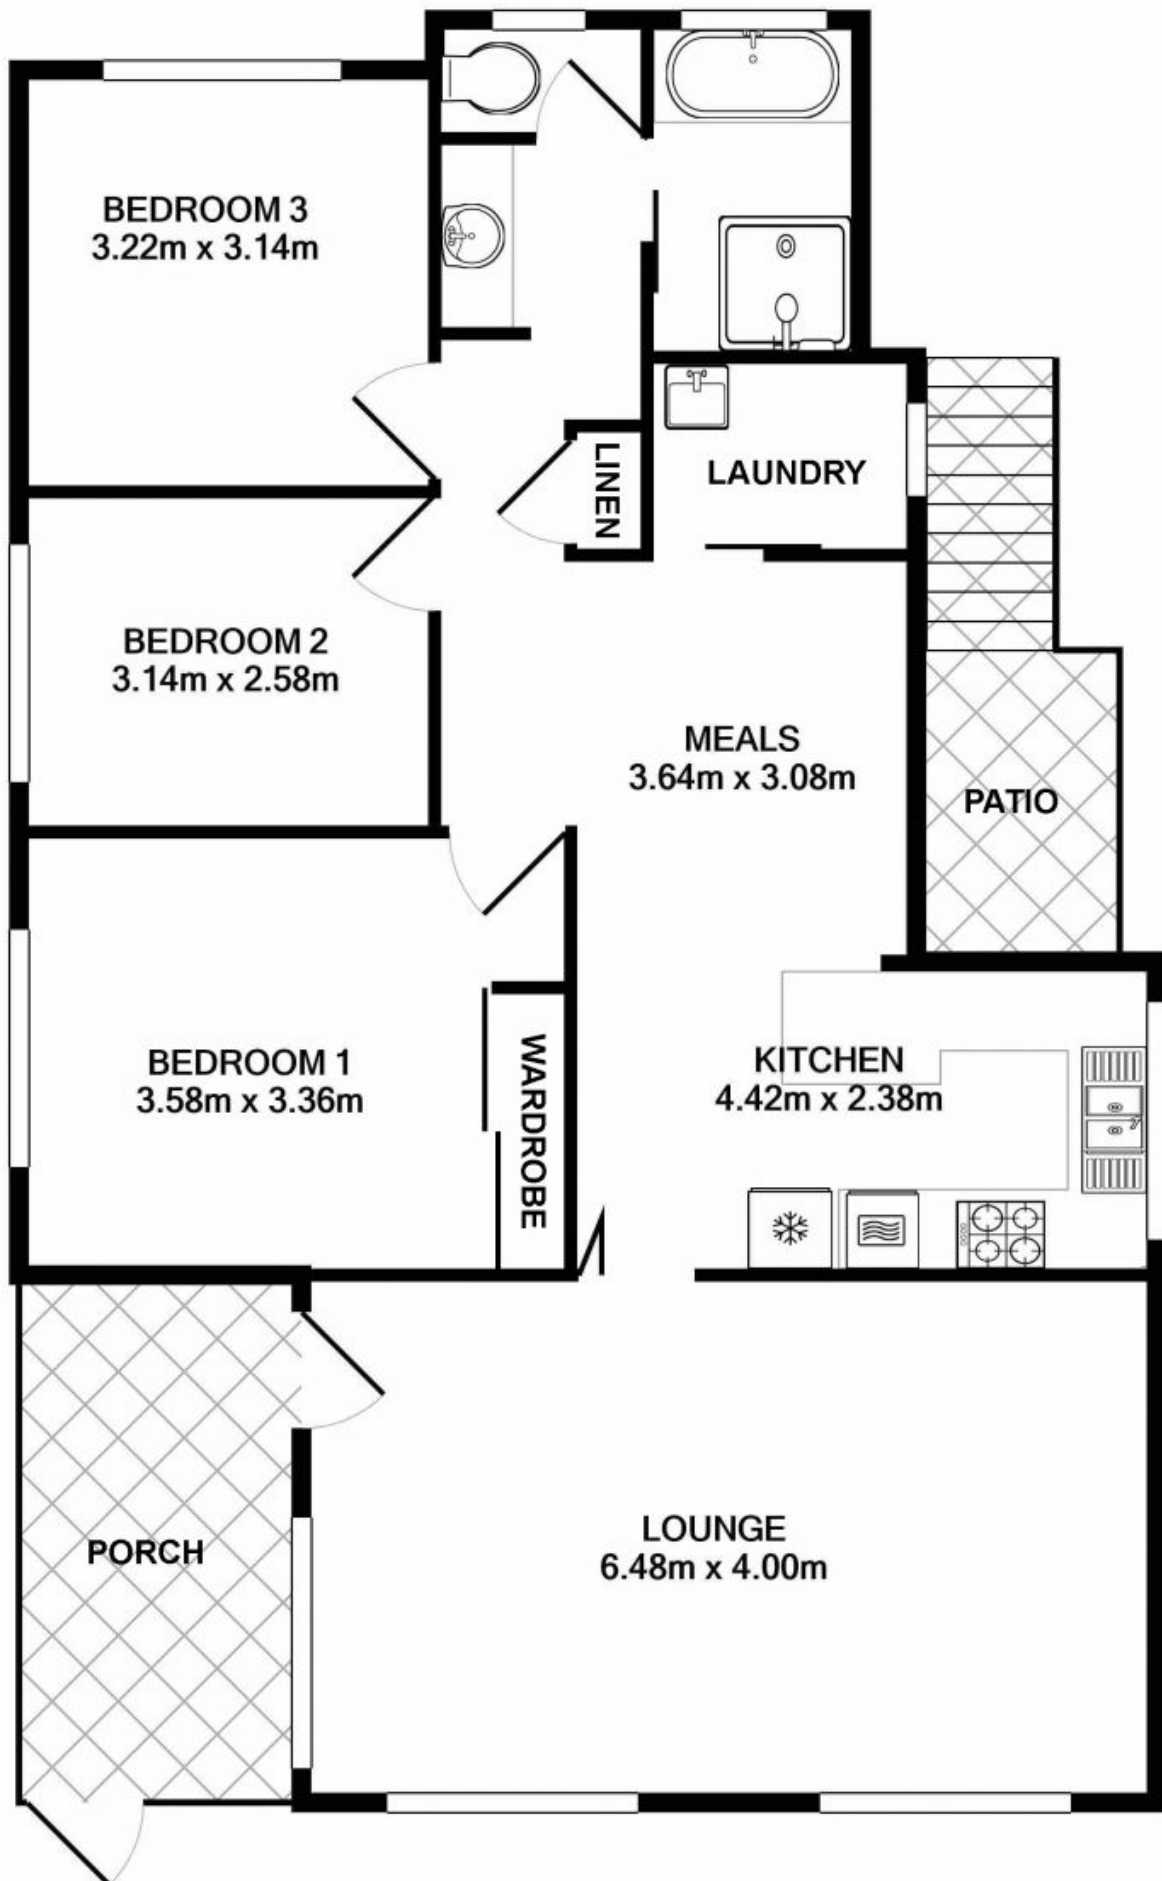 BEDROOM 3
3.22m x 3.14m
LINEN
LAUNDRY
BEDROOM 2
3.14m x 2.58m
MEALS
3.64m x 3.08m
PATIO
BEDROOM 1
3.58m x 3.36m
WARDROBE
KITCHEN
4.42m x 2.38m
PORCH
LOUNGE
6.48m x 4.00m